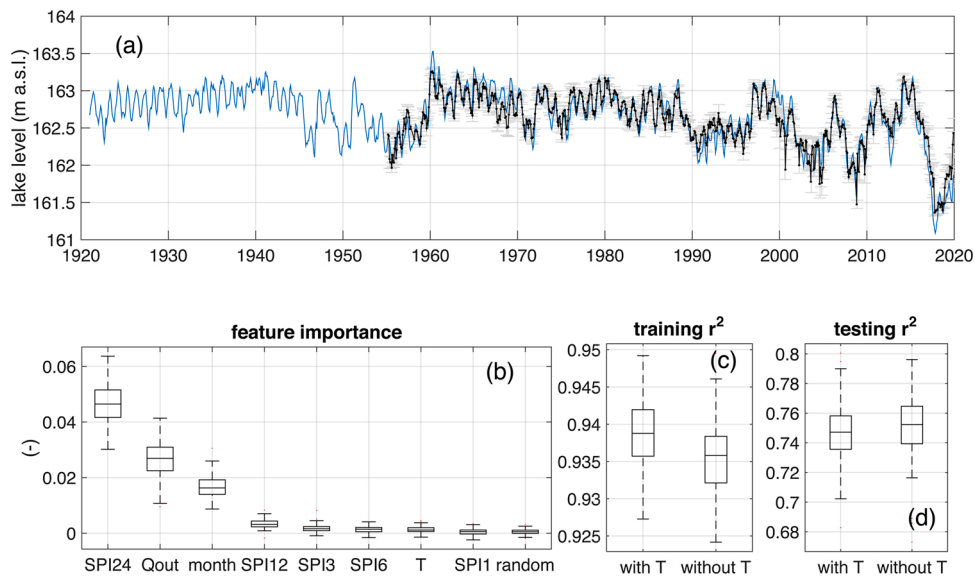 164
163.5
163
162.5
162
161.5
161
lake level (m a.s.l.)
(a)
1920 1930 1940 1950 1960 1970 1980 1990 2000 2010 2020
feature importance
(b)
0.06
0.04
0.02
0
(-)
SPI24 Qout month SPI12 SPI3 SPI6 T SPI1 random
training r²
(c)
0.95
0.945
0.94
0.935
0.93
0.925
with T without T
testing r²
0.8
0.78
0.76
0.74
0.72
0.7
0.68
(d)
with T without T